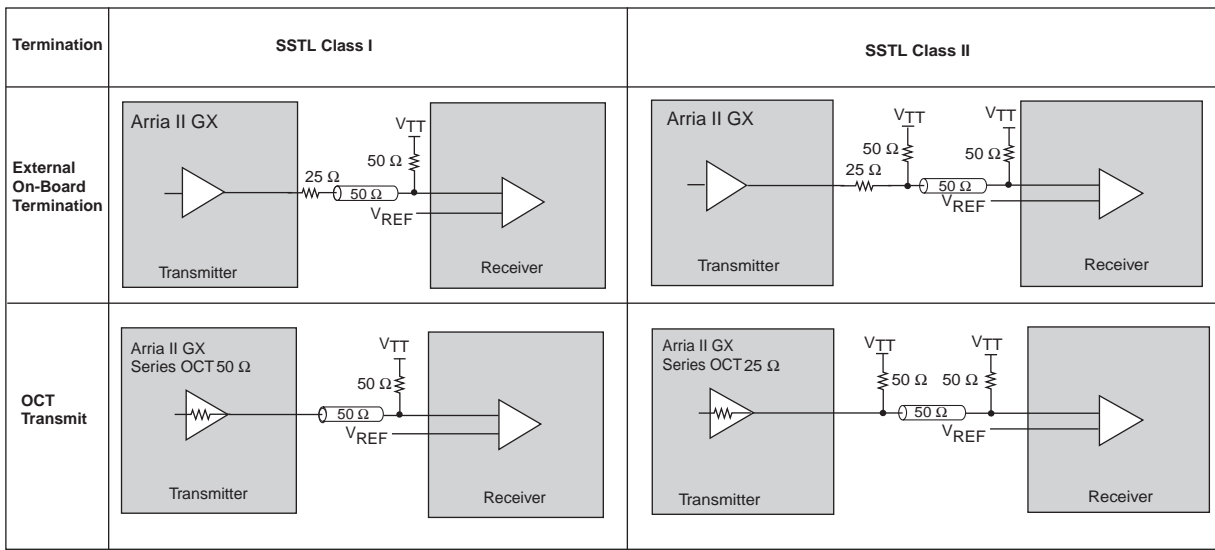 Termination
SSTL Class I
SSTL Class II
External
On-Board
Termination
Arria II GX
25 Ω
50 Ω
VTT
50 Ω
VREF
Transmitter
Receiver
Arria II GX
25 Ω
VTT
50 Ω
50 Ω
VTT
50 Ω
VREF
Transmitter
Receiver
OCT
Transmit
Arria II GX
Series OCT 50 Ω
50 Ω
VTT
50 Ω
VREF
Transmitter
Receiver
Arria II GX
Series OCT 25 Ω
VTT
50 Ω
50 Ω
VTT
50 Ω
VREF
Transmitter
Receiver